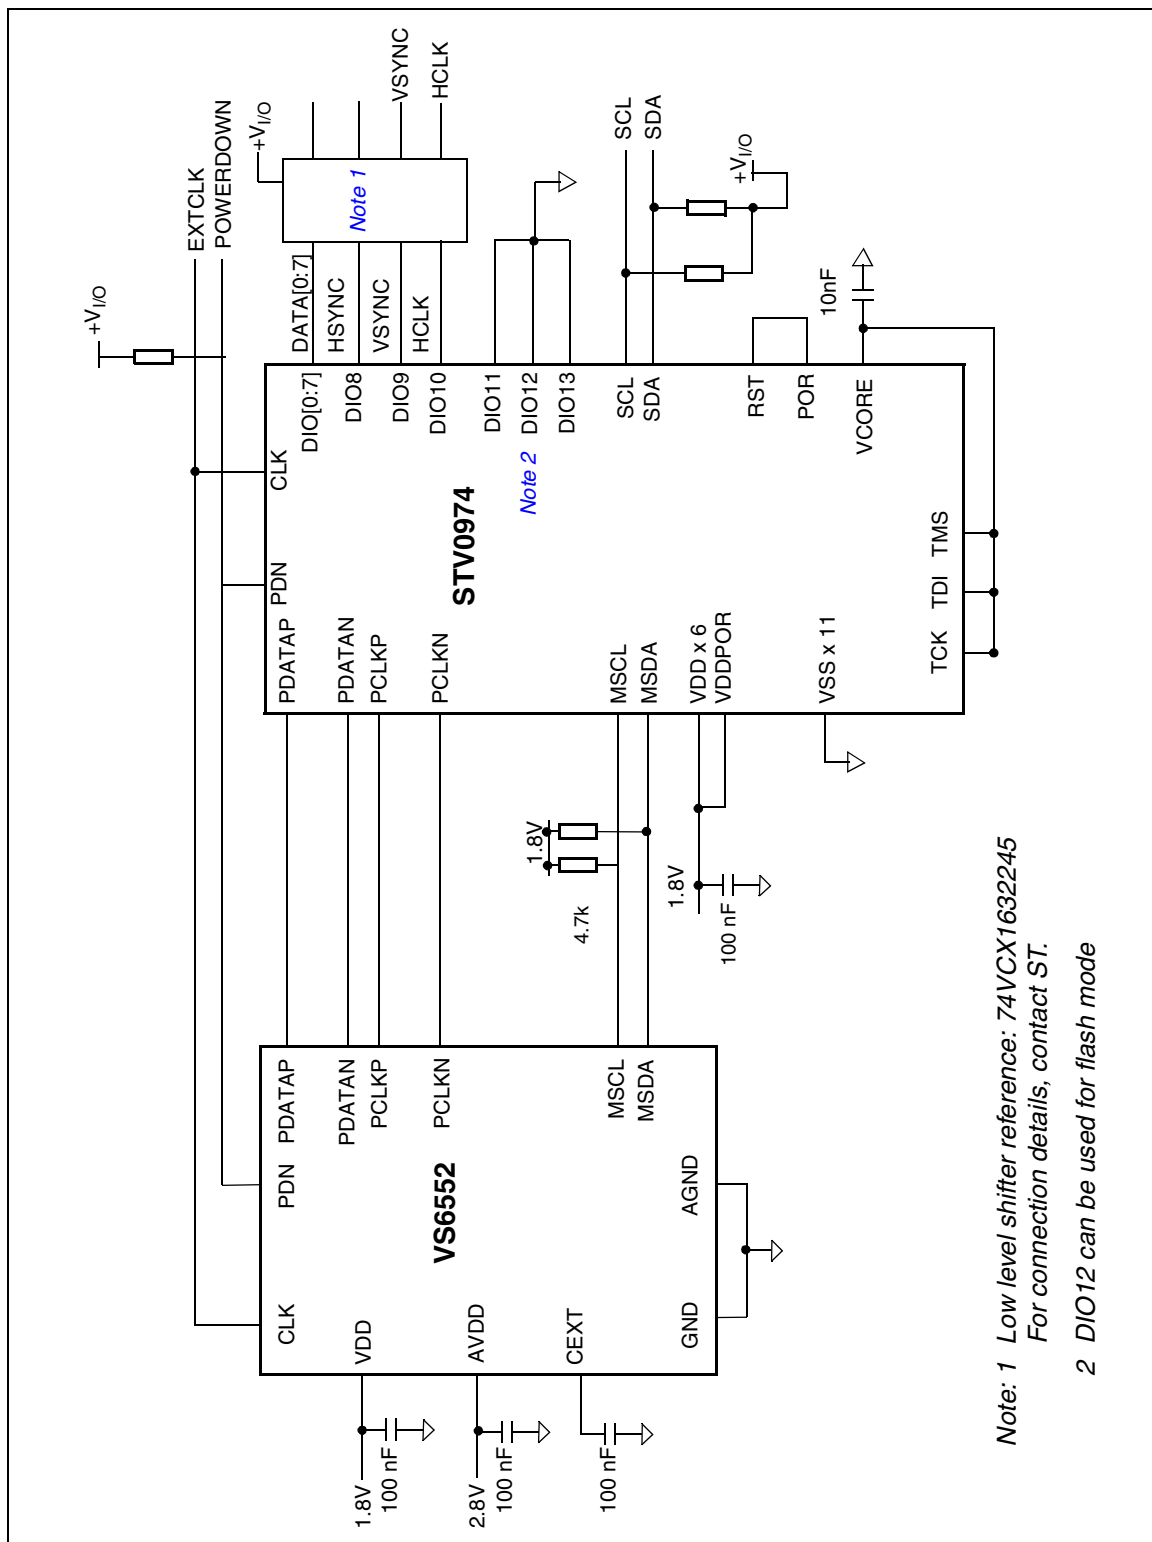 +VI/O
EXTCLK
POWERDOWN
+VI/O
VSYNC
HCLK
Note 1
DATA[0:7]
HSYNC
VSYNC
HCLK
SCL
SDA
+VI/O
10nF
CLK
PDN
DIO[0:7]
DIO8
DIO9
DIO10
DIO11
DIO12
DIO13
Note 2
SCL
SDA
RST
POR
VCORE
STV0974
PDATAP
PDATAN
PCLKP
PCLKN
MSCL
MSDA
VDD x 6
VDDPOR
VSS x 11
TCK
TDI
TMS
1.8V
4.7k
1.8V
100 nF
PDATAP
PDATAN
PCLKP
PCLKN
MSCL
MSDA
PDN
CLK
VS6552
VDD
AVDD
CEXT
GND
AGND
1.8V
100 nF
2.8V
100 nF
100 nF
Note: 1 Low level shifter reference: 74VCX1632245
For connection details, contact ST.
2 DIO12 can be used for flash mode